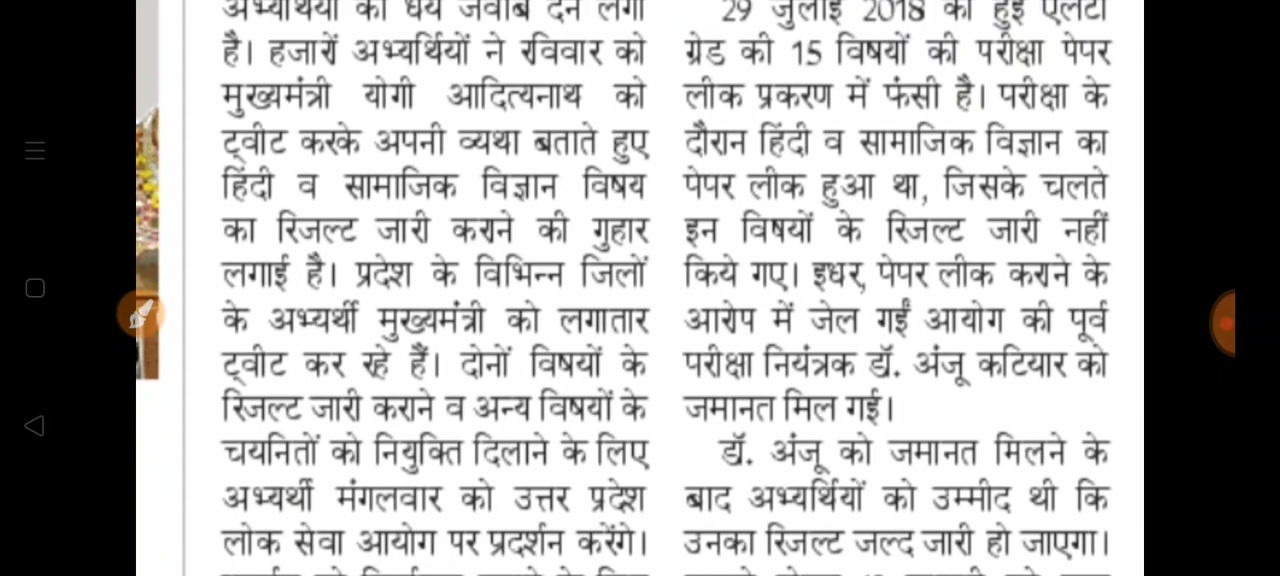 अभ्यर्थियों का धैर्य जवाब देने लगा
है। हजारों अभ्यर्थियों ने रविवार को
मुख्यमंत्री योगी आदित्यनाथ को
ट्वीट करके अपनी व्यथा बताते हुए
हिंदी व सामाजिक विज्ञान विषय
का रिजल्ट जारी कराने की गुहार
लगाई है। प्रदेश के विभिन्न जिलों
के अभ्यर्थी मुख्यमंत्री को लगातार
ट्वीट कर रहे हैं। दोनों विषयों के
रिजल्ट जारी कराने व अन्य विषयों के
चयनितों को नियुक्ति दिलाने के लिए
अभ्यर्थी मंगलवार को उत्तर प्रदेश
लोक सेवा आयोग पर प्रदर्शन करेंगे।
29 जुलाई 2018 को हुई एलटी
ग्रेड की 15 विषयों की परीक्षा पेपर
लीक प्रकरण में फंसी है। परीक्षा के
दौरान हिंदी व सामाजिक विज्ञान का
पेपर लीक हुआ था, जिसके चलते
इन विषयों के रिजल्ट जारी नहीं
किये गए। इधर, पेपर लीक कराने के
आरोप में जेल गईं आयोग की पूर्व
परीक्षा नियंत्रक डॉ. अंजू कटियार को
जमानत मिल गई।
डॉ. अंजू को जमानत मिलने के
बाद अभ्यर्थियों को उम्मीद थी कि
उनका रिजल्ट जल्द जारी हो जाएगा।